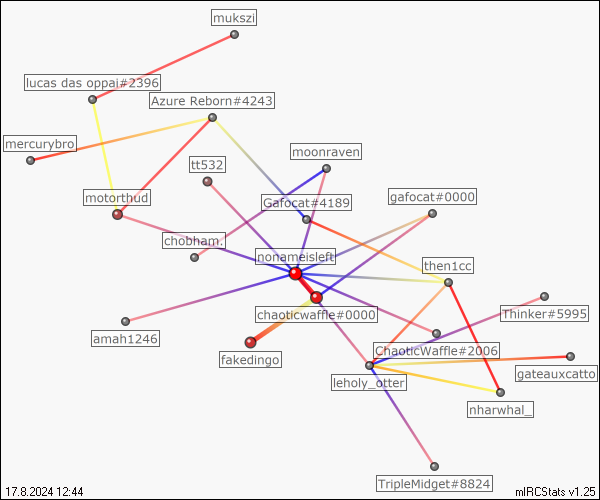 mukszi
lucas das oppai#2396
Azure Reborn#4243
mercurybro
tt532
moonraven
motorthud
Gafocat#4189
gafocat#0000
chobham.
nonameisleft
then1cc
chaoticwaffle#0000
Thinker#5995
amah1246
ChaoticWaffle#2006
fakedingo
gateauxcatto
leholy_otter
nharwhal_
TripleMidget#8824
17.8.2024 12:44
mIRCStats v1.25